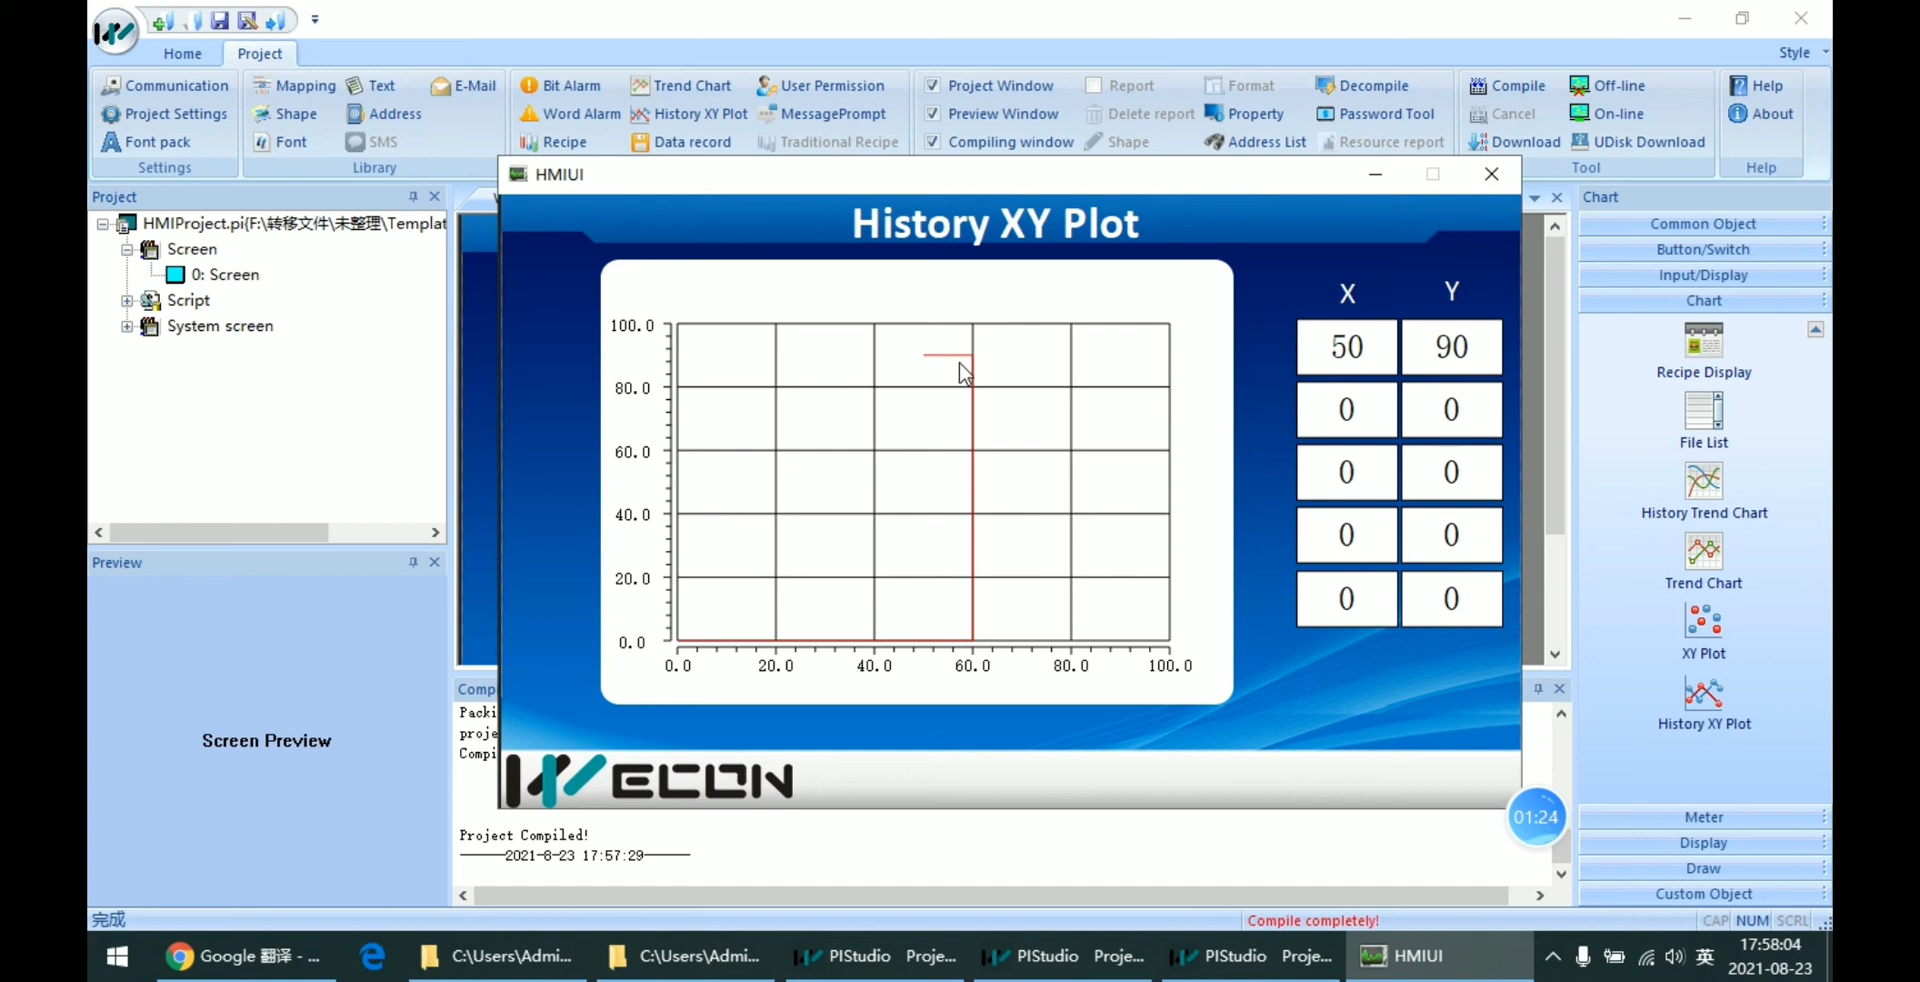 Home Project Style
Communication Mapping Text E-Mail Bit Alarm Trend Chart User Permission Project Window Report Format Decompile Compile Off-line Help
Project Settings Shape Address Word Alarm History XY Plot MessagePrompt Preview Window Delete report Property Password Tool Cancel On-line About
Font pack Font SMS Recipe Data record Traditional Recipe Compiling window Shape Address List Resource report Download UDisk Download
Settings Library Tool Help
HMIUI
Project
HMIProject.pi{F:\转移文件\未整理\Templat
Screen
0: Screen
Script
System screen
Preview
Screen Preview
History XY Plot
X Y
50 90
0 0
0 0
0 0
0 0
100.0
80.0
60.0
40.0
20.0
0.0
0.0 20.0 40.0 60.0 80.0 100.0
WECON
Chart
Common Object
Button/Switch
Input/Display
Chart
Recipe Display
File List
History Trend Chart
Trend Chart
XY Plot
History XY Plot
Meter
Display
Draw
Custom Object
Compi
Packi
proje
Compi
Project Compiled!
2021-8-23 17:57:29
01:24
完成 Compile completely! CAP NUM SCRL
Google 翻译 - ... C:\Users\Admi... C:\Users\Admi... PIStudio Proje... PIStudio Proje... PIStudio Proje... HMIUI 英 17:58:04
2021-08-23